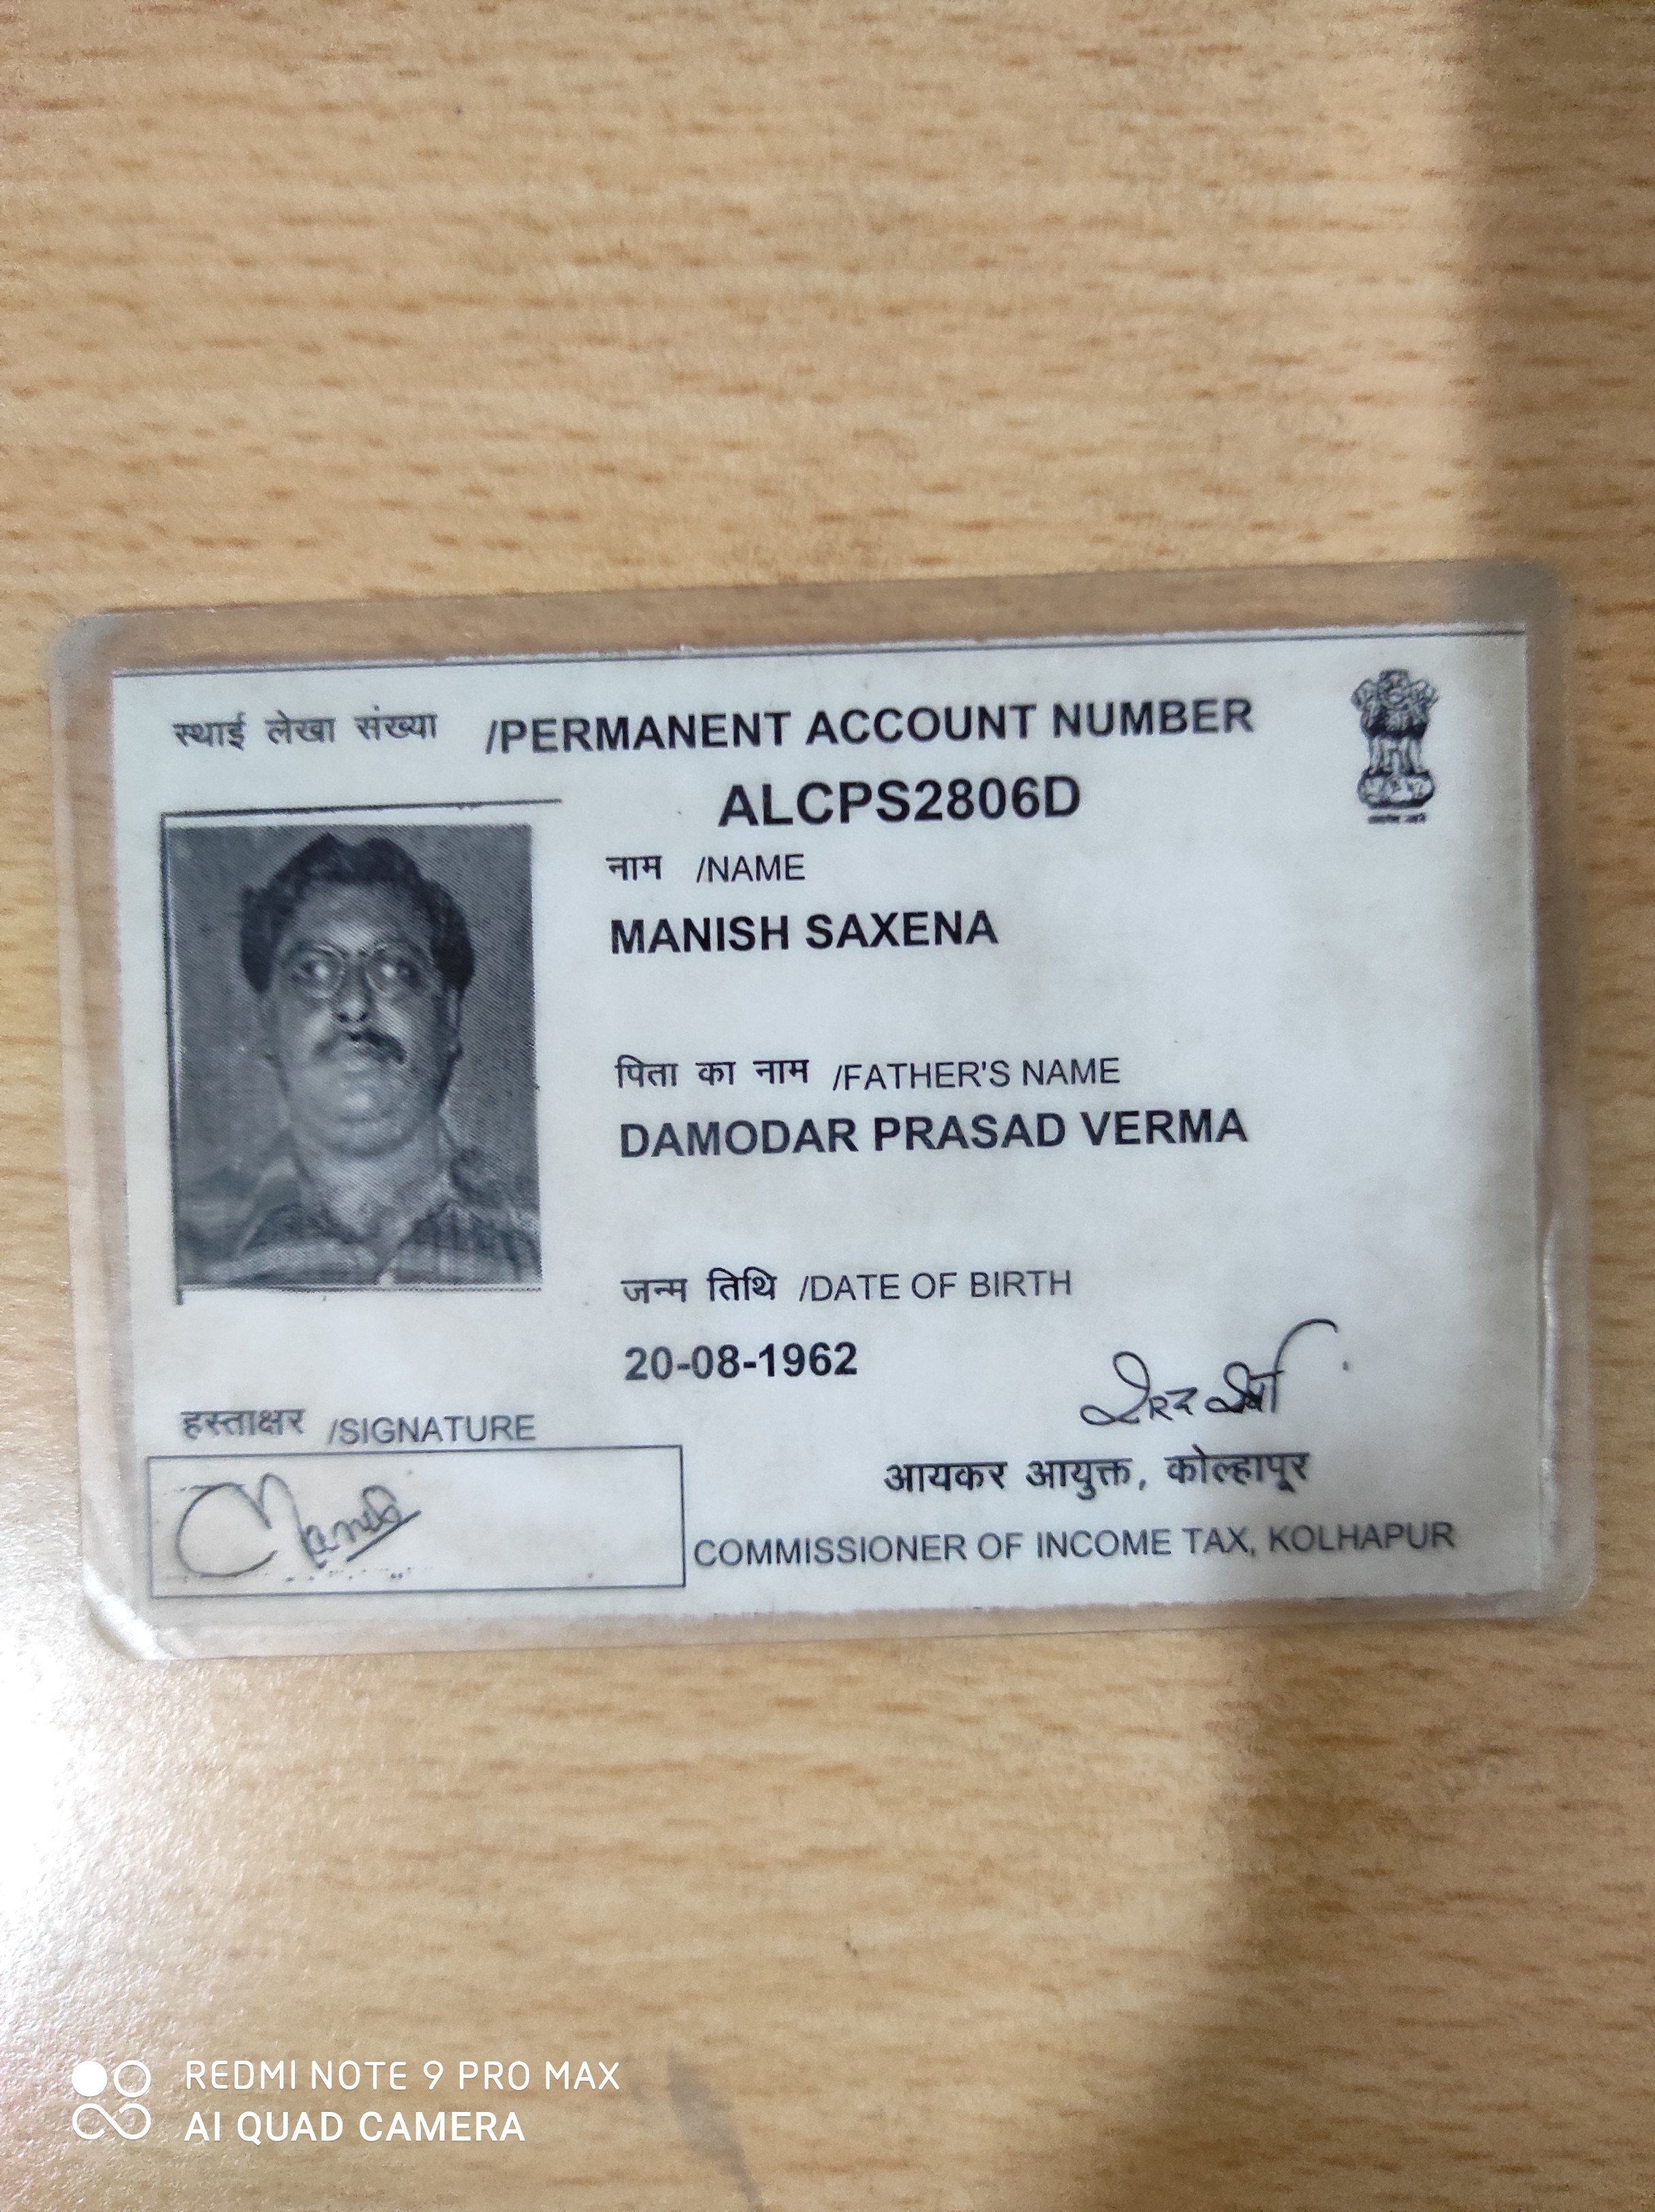 स्थाई लेखा संख्या /PERMANENT ACCOUNT NUMBER
ALCPS2806D
नाम /NAME
MANISH SAXENA
पिता का नाम /FATHER'S NAME
DAMODAR PRASAD VERMA
जन्म तिथि /DATE OF BIRTH
20-08-1962
हस्ताक्षर /SIGNATURE
आयकर आयुक्त, कोल्हापूर
COMMISSIONER OF INCOME TAX, KOLHAPUR
REDMI NOTE 9 PRO MAX
AI QUAD CAMERA